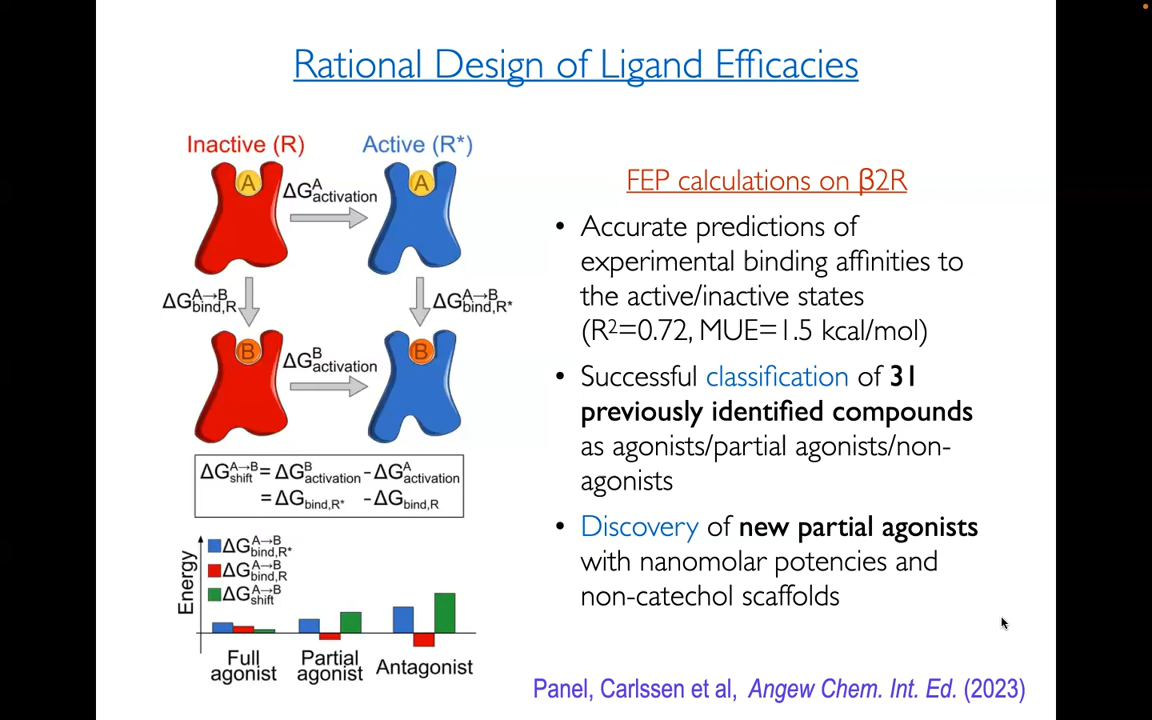 Rational Design of Ligand Efficacies
Inactive (R)
Active (R*)
A
ΔG^A_activation
A
ΔG^A→B_bind,R
ΔG^A→B_bind,R*
B
ΔG^B_activation
B
ΔG^A→B_shift = ΔG^B_activation - ΔG^A_activation
= ΔG_bind,R* - ΔG_bind,R
Energy
ΔG^A→B_bind,R*
ΔG^A→B_bind,R
ΔG^A→B_shift
Full
agonist
Partial
agonist
Antagonist
FEP calculations on β2R
• Accurate predictions of
experimental binding affinities to
the active/inactive states
(R²=0.72, MUE=1.5 kcal/mol)
• Successful classification of 31
previously identified compounds
as agonists/partial agonists/non-
agonists
• Discovery of new partial agonists
with nanomolar potencies and
non-catechol scaffolds
Panel, Carlssen et al, Angew Chem. Int. Ed. (2023)